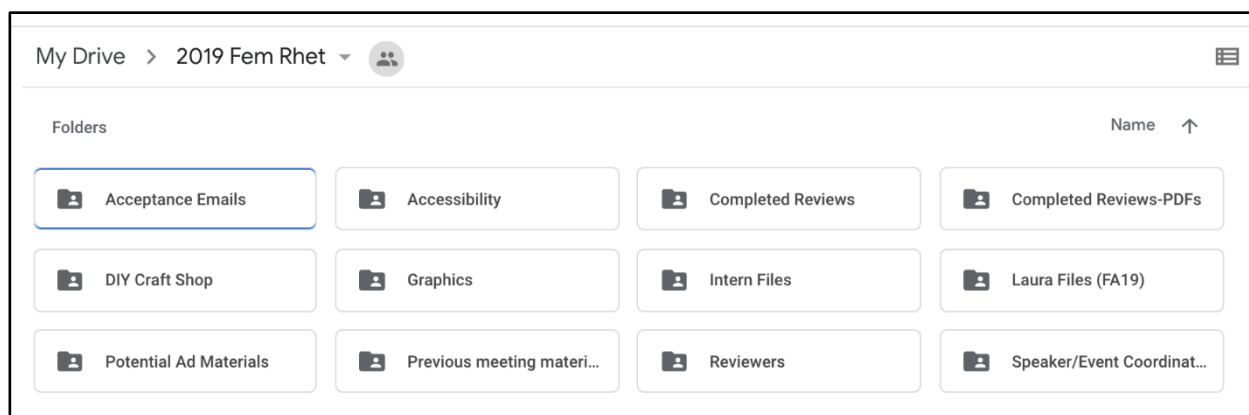 My Drive > 2019 Fem Rhet
Folders Name
Acceptance Emails Accessibility Completed Reviews Completed Reviews-PDFs
DIY Craft Shop Graphics Intern Files Laura Files (FA19)
Potential Ad Materials Previous meeting materi... Reviewers Speaker/Event Coordinat...